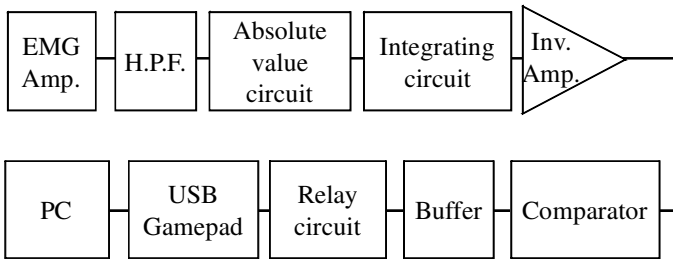 EMG
Amp.
H.P.F.
Absolute
value
circuit
Integrating
circuit
Inv.
Amp.
PC
USB
Gamepad
Relay
circuit
Buffer
Comparator